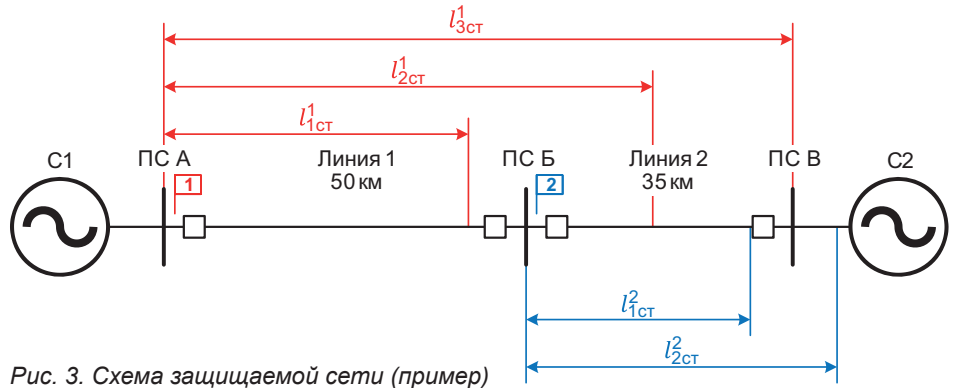 l¹₃ст
l¹₂ст
l¹₁ст
С1 ПС А Линия 1 ПС Б Линия 2 ПС В С2
1 50 км 2 35 км
l²₁ст
l²₂ст
Рис. 3. Схема защищаемой сети (пример)